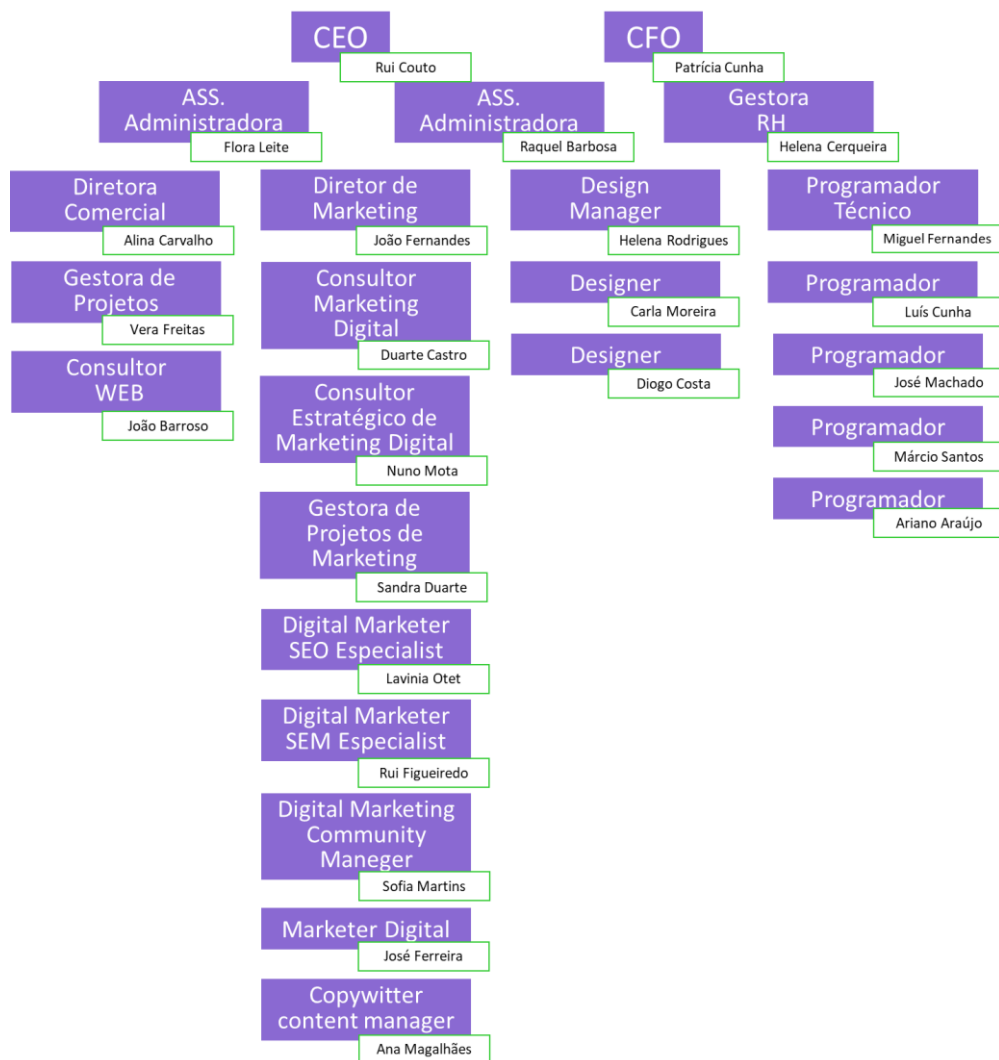 CEO
Rui Couto
CFO
Patrícia Cunha
ASS.
Administradora
Flora Leite
ASS.
Administradora
Raquel Barbosa
Gestora
RH
Helena Cerqueira
Diretora
Comercial
Alina Carvalho
Gestora de
Projetos
Vera Freitas
Consultor
WEB
João Barroso
Diretor de
Marketing
João Fernandes
Consultor
Marketing
Digital
Duarte Castro
Consultor
Estratégico de
Marketing Digital
Nuno Mota
Gestora de
Projetos de
Marketing
Sandra Duarte
Digital Marketer
SEO Especialist
Lavinia Otet
Digital Marketer
SEM Especialist
Rui Figueiredo
Digital Marketing
Community
Maneger
Sofia Martins
Marketer Digital
José Ferreira
Copywitter
content manager
Ana Magalhães
Design
Manager
Helena Rodrigues
Designer
Carla Moreira
Designer
Diogo Costa
Programador
Técnico
Miguel Fernandes
Programador
Luís Cunha
Programador
José Machado
Programador
Márcio Santos
Programador
Ariano Araújo